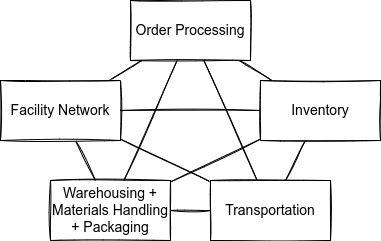 Order Processing
Facility Network
Inventory
Warehousing +
Materials Handling
+ Packaging
Transportation